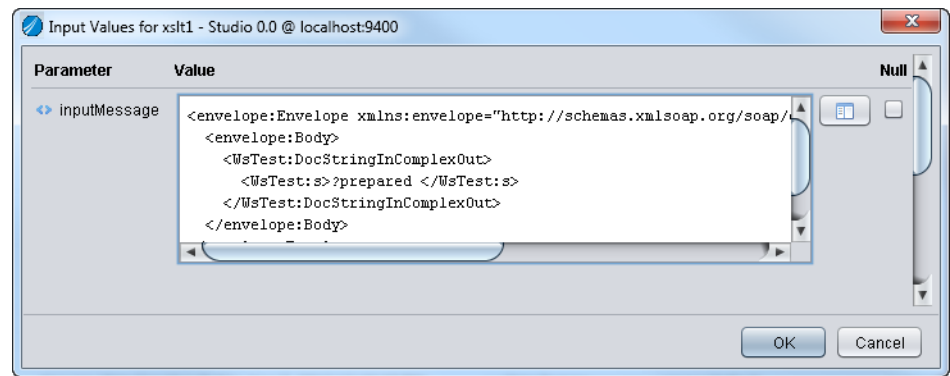 Input Values for xslt1 - Studio 0.0 @ localhost:9400
Parameter Value Null
inputMessage
<envelope:Envelope xmlns:envelope="http://schemas.xmlsoap.org/soap/
<envelope:Body>
<WsTest:DocStringInComplexOut>
<WsTest:s>?prepared </WsTest:s>
</WsTest:DocStringInComplexOut>
</envelope:Body>
OK Cancel